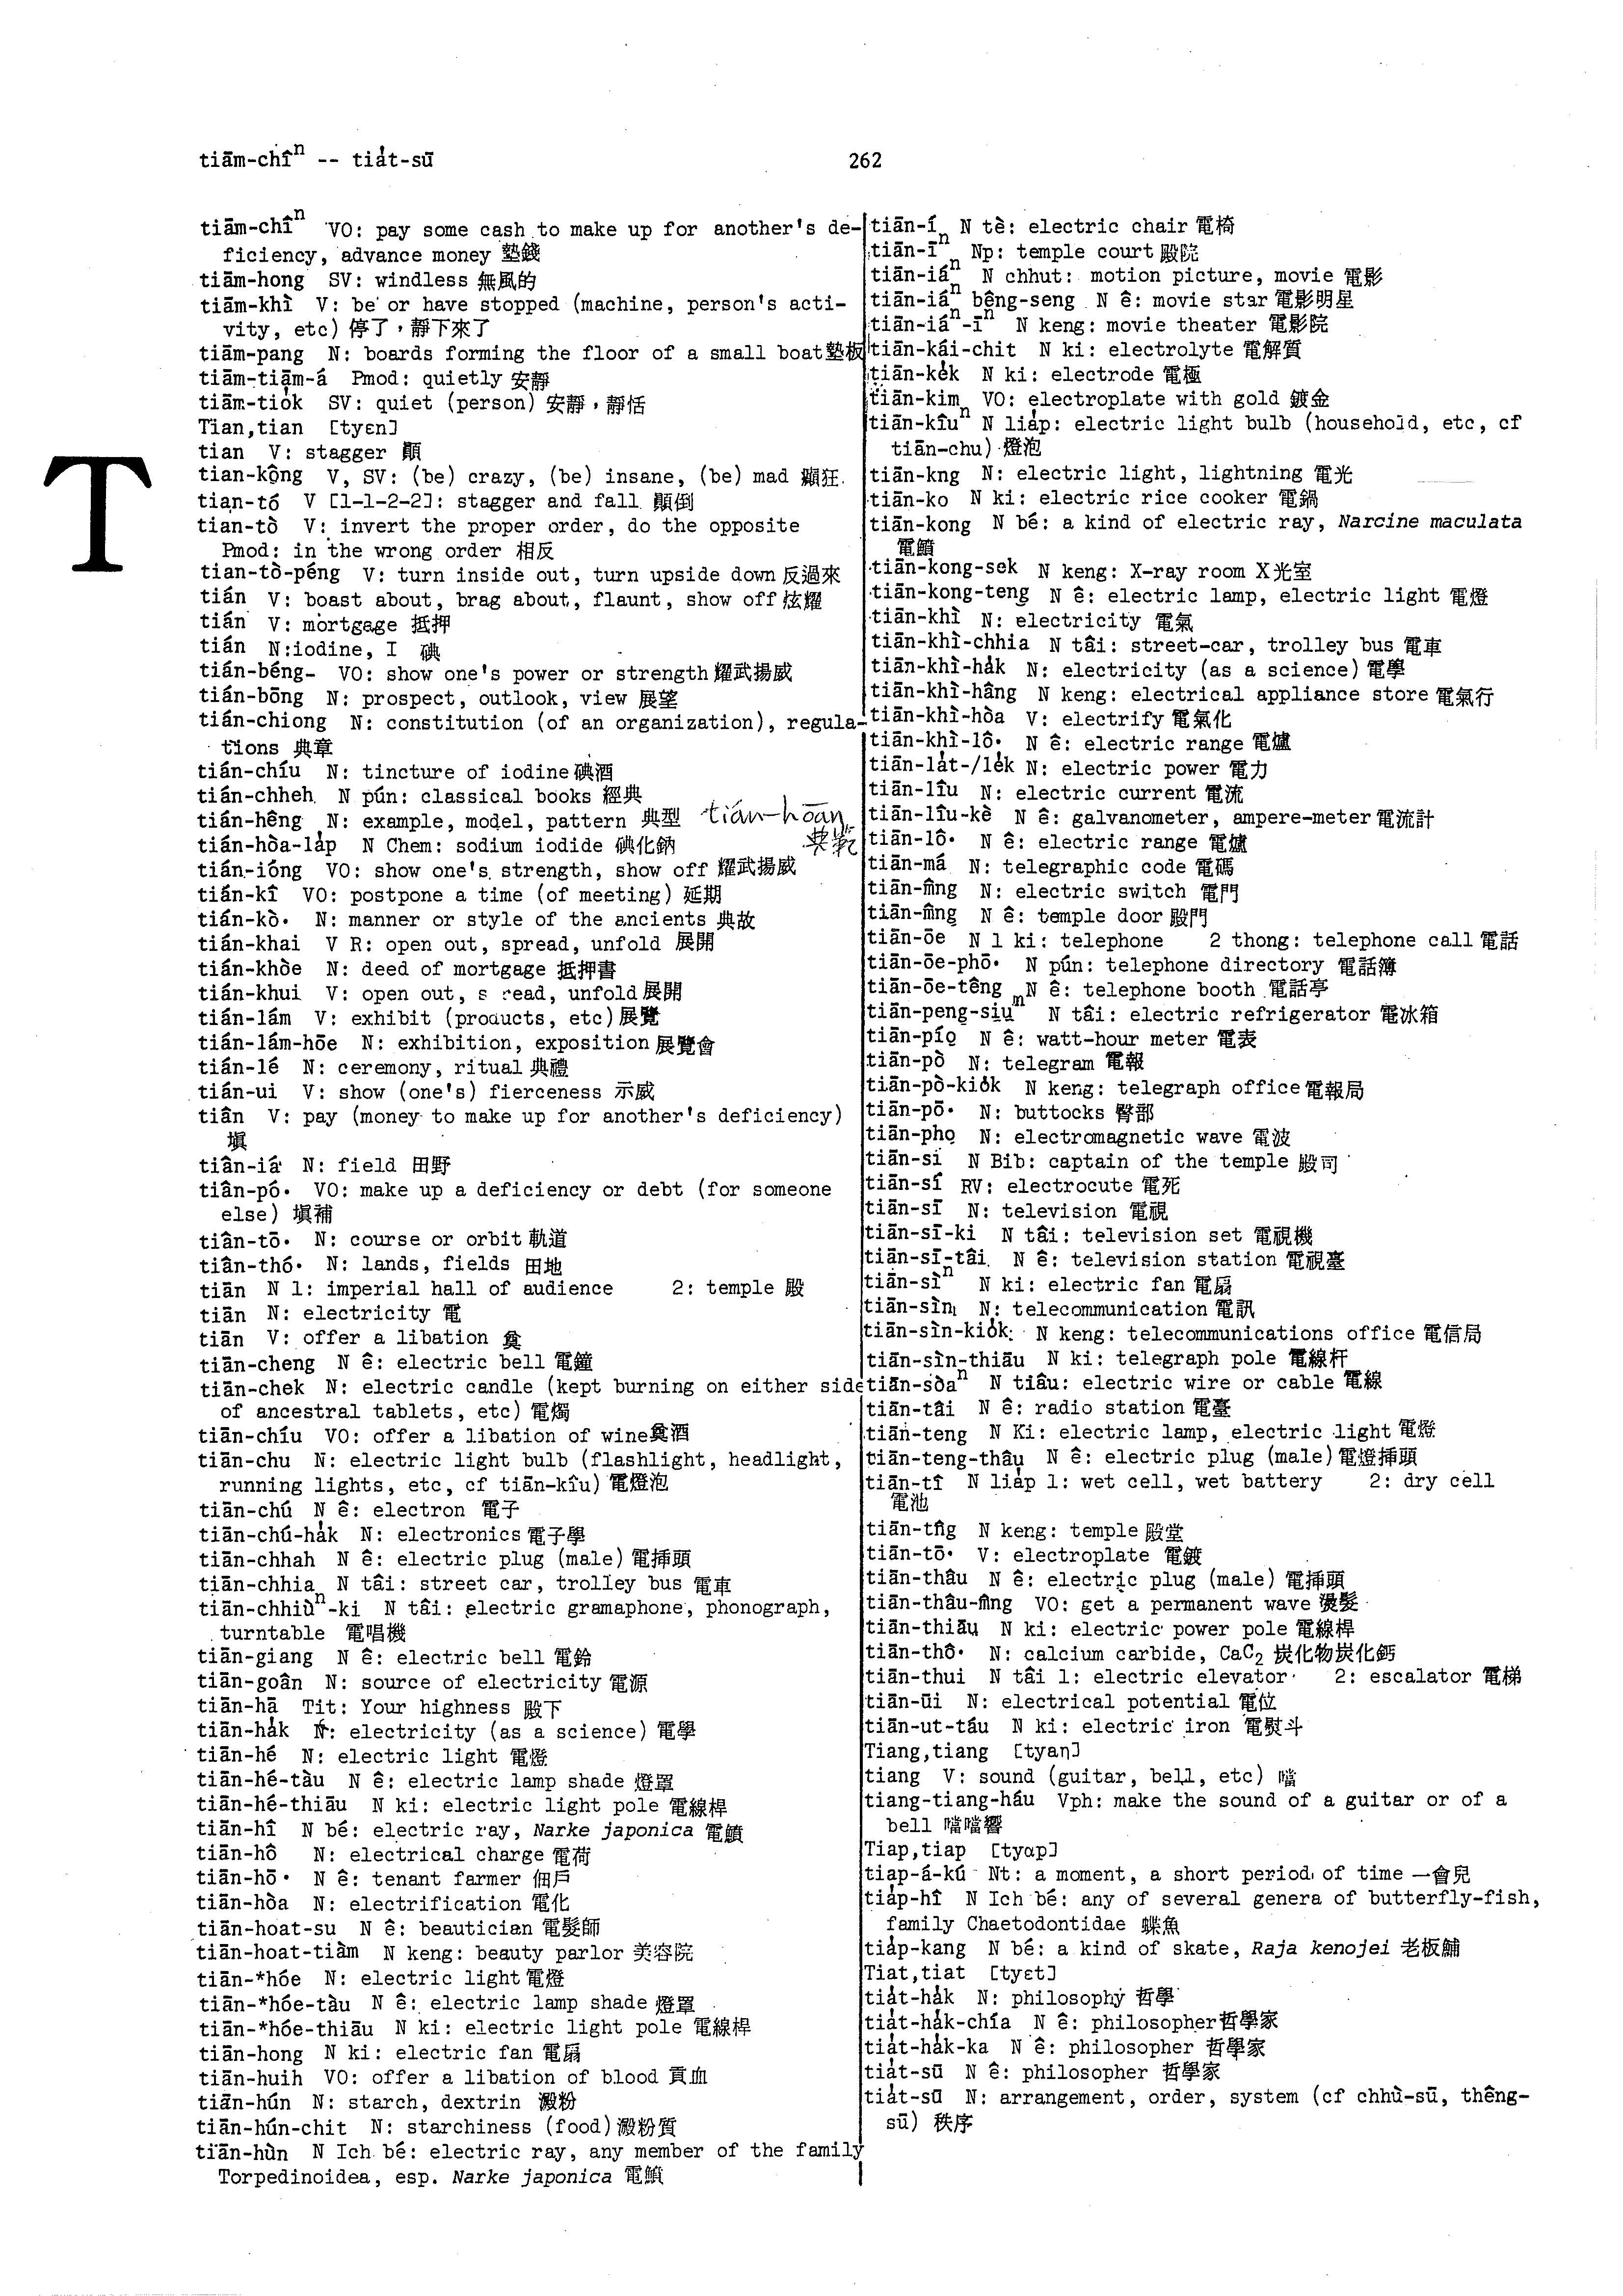 tiām-chîⁿ -- tia̍t-sū
262
tiām-chîⁿ VO: pay some cash to make up for another's de-
ficiency, advance money 墊錢
tiām-hong SV: windless 無風的
tiām-khì V: be or have stopped (machine, person's acti-
vity, etc) 停了，靜下來了
tiām-pang N: boards forming the floor of a small boat 墊板
tiām-tiām-á Pmod: quietly 安靜
tiām-tio̍k SV: quiet (person) 安靜，靜恬
T
Tian,tian [tyɛn]
tian V: stagger 顚
tian-kông V, SV: (be) crazy, (be) insane, (be) mad 癲狂
tian-tó V [1-1-2-2]: stagger and fall 顚倒
tian-tò V: invert the proper order, do the opposite
Pmod: in the wrong order 相反
tian-tò-péng V: turn inside out, turn upside down 反過來
tián V: boast about, brag about, flaunt, show off 炫耀
tián V: mortgage 抵押
tián N:iodine, I 碘
tián-béng- VO: show one's power or strength 耀武揚威
tián-bōng N: prospect, outlook, view 展望
tián-chiong N: constitution (of an organization), regula-
tions 典章
tián-chíu N: tincture of iodine 碘酒
tián-chheh N pún: classical books 經典
tián-hêng N: example, model, pattern 典型 tián-hoān
tián-hòa-la̍p N Chem: sodium iodide 碘化鈉
tián-ióng VO: show one's strength, show off 耀武揚威
tián-kî VO: postpone a time (of meeting) 延期
tián-kò· N: manner or style of the ancients 典故
tián-khai V R: open out, spread, unfold 展開
tián-khòe N: deed of mortgage 抵押書
tián-khui V: open out, s read, unfold 展開
tián-lám V: exhibit (products, etc) 展覽
tián-lám-hōe N: exhibition, exposition 展覽會
tián-lé N: ceremony, ritual 典禮
tián-ui V: show (one's) fierceness 示威
tiân V: pay (money to make up for another's deficiency)
塡
tiân-iá N: field 田野
tiân-pó· VO: make up a deficiency or debt (for someone
else) 塡補
tiân-tō· N: course or orbit 軌道
tiân-thó· N: lands, fields 田地
tiān N 1: imperial hall of audience 2: temple 殿
tiān N: electricity 電
tiān V: offer a libation 奠
tiān-cheng N ê: electric bell 電鐘
tiān-chek N: electric candle (kept burning on either side
of ancestral tablets, etc) 電燭
tiān-chíu VO: offer a libation of wine 奠酒
tiān-chu N: electric light bulb (flashlight, headlight,
running lights, etc, cf tiān-kîu) 電燈泡
tiān-chú N ê: electron 電子
tiān-chú-ha̍k N: electronics 電子學
tiān-chhah N ê: electric plug (male) 電挿頭
tiān-chhia N tâi: street car, trolley bus 電車
tiān-chhiùⁿ-ki N tâi: electric gramaphone, phonograph,
turntable 電唱機
tiān-giang N ê: electric bell 電鈴
tiān-goân N: source of electricity 電源
tiān-hā Tit: Your highness 殿下
tiān-ha̍k N: electricity (as a science) 電學
tiān-hé N: electric light 電燈
tiān-hé-tàu N ê: electric lamp shade 燈罩
tiān-hé-thiāu N ki: electric light pole 電線桿
tiān-hî N bé: electric ray, Narke japonica 電鱝
tiān-hô N: electrical charge 電荷
tiān-hō· N ê: tenant farmer 佃戶
tiān-hòa N: electrification 電化
tiān-hoat-su N ê: beautician 電髮師
tiān-hoat-tiàm N keng: beauty parlor 美容院
tiān-*hóe N: electric light 電燈
tiān-*hóe-tàu N ê: electric lamp shade 燈罩
tiān-*hóe-thiāu N ki: electric light pole 電線桿
tiān-hong N ki: electric fan 電扇
tiān-huih VO: offer a libation of blood 貢血
tiān-hún N: starch, dextrin 澱粉
tiān-hún-chit N: starchiness (food) 澱粉質
tiān-hùn N Ich bé: electric ray, any member of the family
Torpedinoidea, esp. Narke japonica 電鱝
tiān-í N tè: electric chair 電椅
tiān-īⁿ Np: temple court 殿院
tiān-iáⁿ N chhut: motion picture, movie 電影
tiān-iáⁿ bêng-seng N ê: movie star 電影明星
tiān-iáⁿ-īⁿ N keng: movie theater 電影院
tiān-kái-chit N ki: electrolyte 電解質
tiān-ke̍k N ki: electrode 電極
tiān-kim VO: electroplate with gold 鍍金
tiān-kîuⁿ N lia̍p: electric light bulb (household, etc, cf
tiān-chu) 燈泡
tiān-kng N: electric light, lightning 電光
tiān-ko N ki: electric rice cooker 電鍋
tiān-kong N bé: a kind of electric ray, Narcine maculata
電鱝
tiān-kong-sek N keng: X-ray room X光室
tiān-kong-teng N ê: electric lamp, electric light 電燈
tiān-khì N: electricity 電氣
tiān-khì-chhia N tâi: street-car, trolley bus 電車
tiān-khì-ha̍k N: electricity (as a science) 電學
tiān-khì-hâng N keng: electrical appliance store 電氣行
tiān-khì-hòa V: electrify 電氣化
tiān-khì-lô· N ê: electric range 電爐
tiān-la̍t-/le̍k N: electric power 電力
tiān-lîu N: electric current 電流
tiān-lîu-kè N ê: galvanometer, ampere-meter 電流計
tiān-lô· N ê: electric range 電爐
tiān-má N: telegraphic code 電碼
tiān-mn̂g N: electric switch 電門
tiān-mn̂g N ê: temple door 殿門
tiān-ōe N 1 ki: telephone 2 thong: telephone call 電話
tiān-ōe-phō· N pún: telephone directory 電話簿
tiān-ōe-têng N ê: telephone booth 電話亭
tiān-peng-siuⁿ N tâi: electric refrigerator 電冰箱
tiān-pío N ê: watt-hour meter 電表
tiān-pò N: telegram 電報
tiān-pò-kio̍k N keng: telegraph office 電報局
tiān-pō· N: buttocks 臀部
tiān-pho N: electromagnetic wave 電波
tiān-si N Bib: captain of the temple 殿司
tiān-sí RV: electrocute 電死
tiān-sī N: television 電視
tiān-sī-ki N tâi: television set 電視機
tiān-sī-tâi N ê: television station 電視臺
tiān-sìⁿ N ki: electric fan 電扇
tiān-sìn N: telecommunication 電訊
tiān-sìn-kio̍k N keng: telecommunications office 電信局
tiān-sìn-thiāu N ki: telegraph pole 電線杆
tiān-sòaⁿ N tiâu: electric wire or cable 電線
tiān-tâi N ê: radio station 電臺
tiān-teng N Ki: electric lamp, electric light 電燈
tiān-teng-thâu N ê: electric plug (male) 電燈挿頭
tiān-tî N lia̍p 1: wet cell, wet battery 2: dry cell
電池
tiān-tn̂g N keng: temple 殿堂
tiān-tō· V: electroplate 電鍍
tiān-thâu N ê: electric plug (male) 電挿頭
tiān-thâu-mn̂g VO: get a permanent wave 燙髮
tiān-thiāu N ki: electric power pole 電線桿
tiān-thô· N: calcium carbide, CaC₂ 炭化物炭化鈣
tiān-thui N tâi 1: electric elevator 2: escalator 電梯
tiān-ūi N: electrical potential 電位
tiān-ut-táu N ki: electric iron 電熨斗
Tiang,tiang [tyaŋ]
tiang V: sound (guitar, bell, etc) 噹
tiang-tiang-háu Vph: make the sound of a guitar or of a
bell 噹噹響
Tiap,tiap [tyɑp]
tiap-á-kú Nt: a moment, a short period of time 一會兒
tia̍p-hî N Ich bé: any of several genera of butterfly-fish,
family Chaetodontidae 蝶魚
tia̍p-kang N bé: a kind of skate, Raja kenojei 老板鯆
Tiat,tiat [tyɛt]
tia̍t-ha̍k N: philosophy 哲學
tia̍t-ha̍k-chía N ê: philosopher 哲學家
tia̍t-ha̍k-ka N ê: philosopher 哲學家
tia̍t-sū N ê: philosopher 哲學家
tia̍t-sū N: arrangement, order, system (cf chhù-sū, thêng-
sū) 秩序